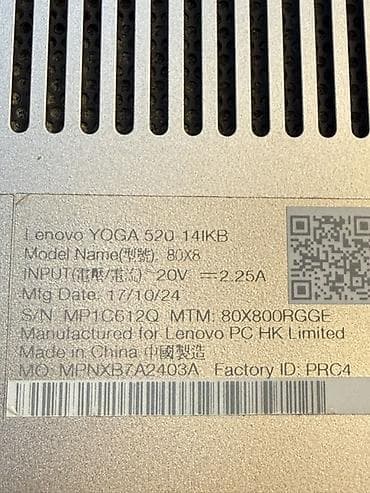 Lenovo YOGA 520-14IKB
Model Name(型號): 80X8
INPUT(電壓/電流) 20V ⎓ 2.25A
Mfg Date: 17/10/24
S/N MP1C612Q MTM: 80X800RGGE
Manufactured for Lenovo PC HK Limited
Made in China 中國製造
MO: MPNXB7A2403A Factory ID: PRC4